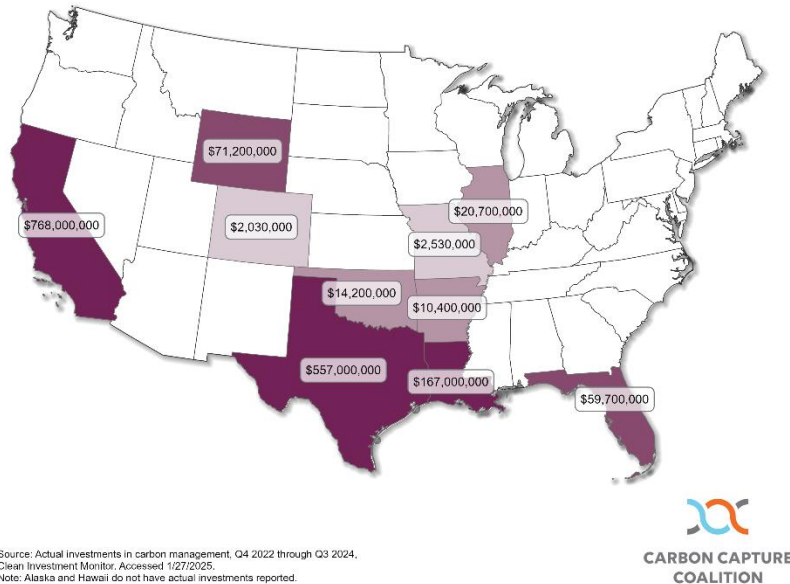 $71,200,000
$768,000,000
$2,030,000
$20,700,000
$2,530,000
$14,200,000
$10,400,000
$557,000,000
$167,000,000
$59,700,000
Source: Actual investments in carbon management, Q4 2022 through Q3 2024,
Clean Investment Monitor. Accessed 1/27/2025.
Note: Alaska and Hawaii do not have actual investments reported.
CARBON CAPTURE
COALITION